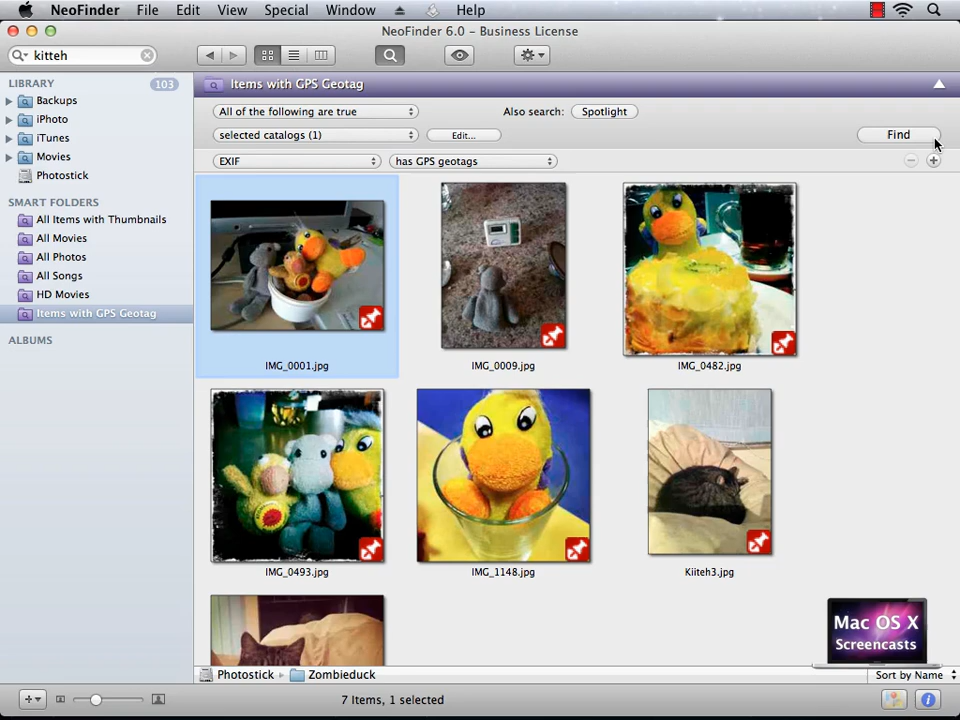 NeoFinder File Edit View Special Window Help
NeoFinder 6.0 – Business License
kitteh
LIBRARY 103
Backups
iPhoto
iTunes
Movies
Photostick
SMART FOLDERS
All Items with Thumbnails
All Movies
All Photos
All Songs
HD Movies
Items with GPS Geotag
ALBUMS
Items with GPS Geotag
All of the following are true Also search: Spotlight
selected catalogs (1) Edit... Find
EXIF has GPS geotags
IMG_0001.jpg IMG_0009.jpg IMG_0482.jpg
IMG_0493.jpg IMG_1148.jpg Kiiteh3.jpg
Mac OS X
Screencasts
Photostick Zombieduck Sort by Name
7 Items, 1 selected